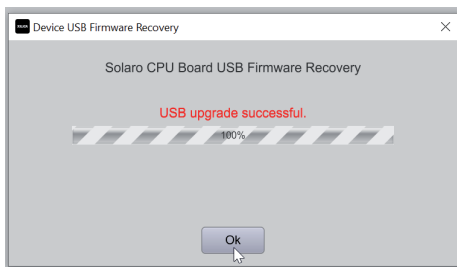 Device USB Firmware Recovery
Solaro CPU Board USB Firmware Recovery
USB upgrade successful.
100%
Ok